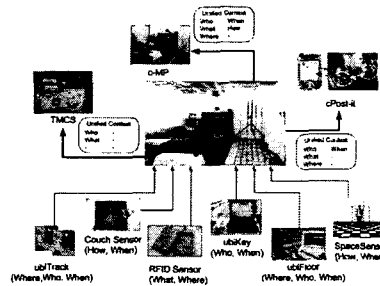 Unified Context
Who When
What How
Where
c-MP
cPost-it
TMCS
Unified Context
Who
What
Unified Context
Who When
What
Where
ubiTrack
(Where, Who, When)
Couch Sensor
(How, When)
RFID Sensor
(What, Where)
ubiKey
(Who, When)
ubiFloor
(Where, Who, When)
SpaceSensor
(How, When)